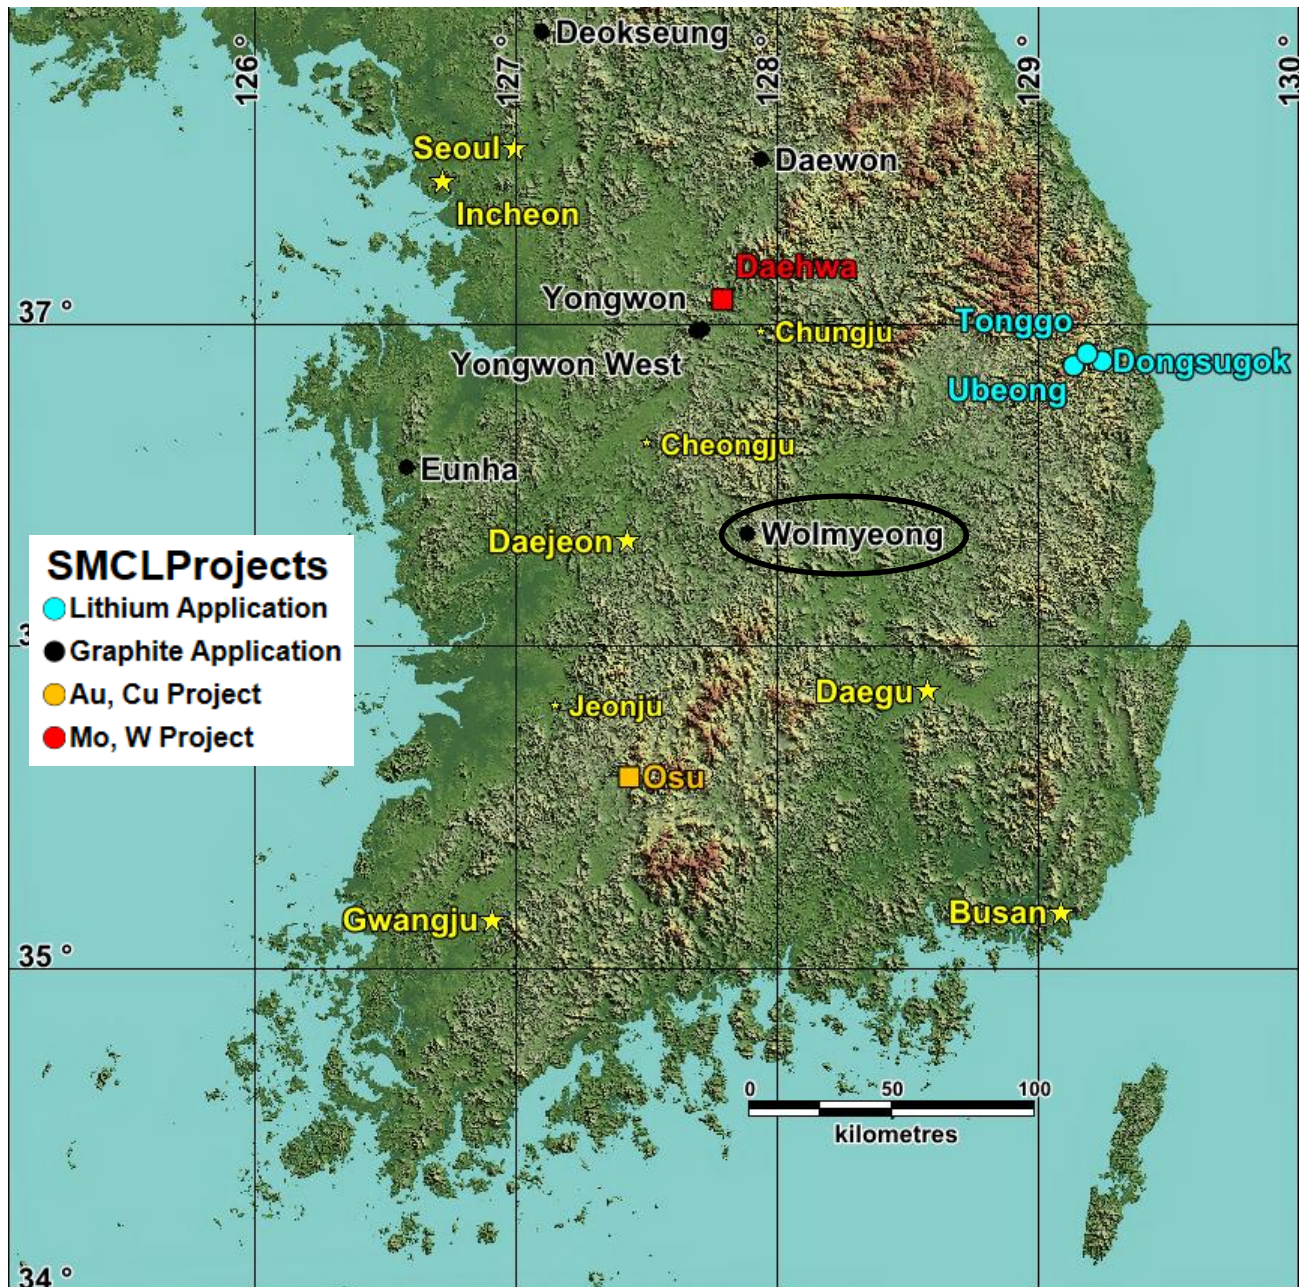 Deokseung
126 °
127 °
128 °
129 °
130 °
Seoul
Daewon
Incheon
Daehwa
Yongwon
37 °
Chungju
Tonggo
Yongwon West
Dongsugok
Ubeong
Cheongju
Eunha
Wolmyeong
Daejeon
SMCLProjects
Lithium Application
Graphite Application
Au, Cu Project
Mo, W Project
Daegu
Jeonju
Osu
Gwangju
Busan
35 °
0 50 100
kilometres
34 °